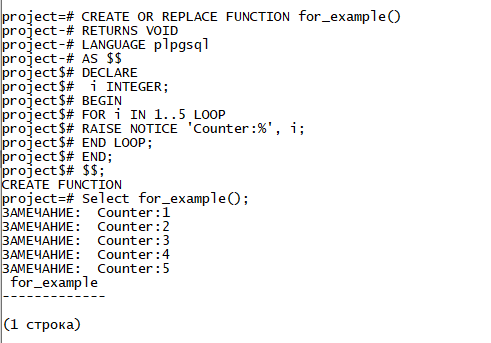 project=# CREATE OR REPLACE FUNCTION for_example()
project-# RETURNS VOID
project-# LANGUAGE plpgsql
project-# AS $$
project$# DECLARE
project$#  i INTEGER;
project$# BEGIN
project$# FOR i IN 1..5 LOOP
project$# RAISE NOTICE 'Counter:%', i;
project$# END LOOP;
project$# END;
project$# $$;
CREATE FUNCTION
project=# Select for_example();
ЗАМЕЧАНИЕ:  Counter:1
ЗАМЕЧАНИЕ:  Counter:2
ЗАМЕЧАНИЕ:  Counter:3
ЗАМЕЧАНИЕ:  Counter:4
ЗАМЕЧАНИЕ:  Counter:5
 for_example
-------------
(1 строка)